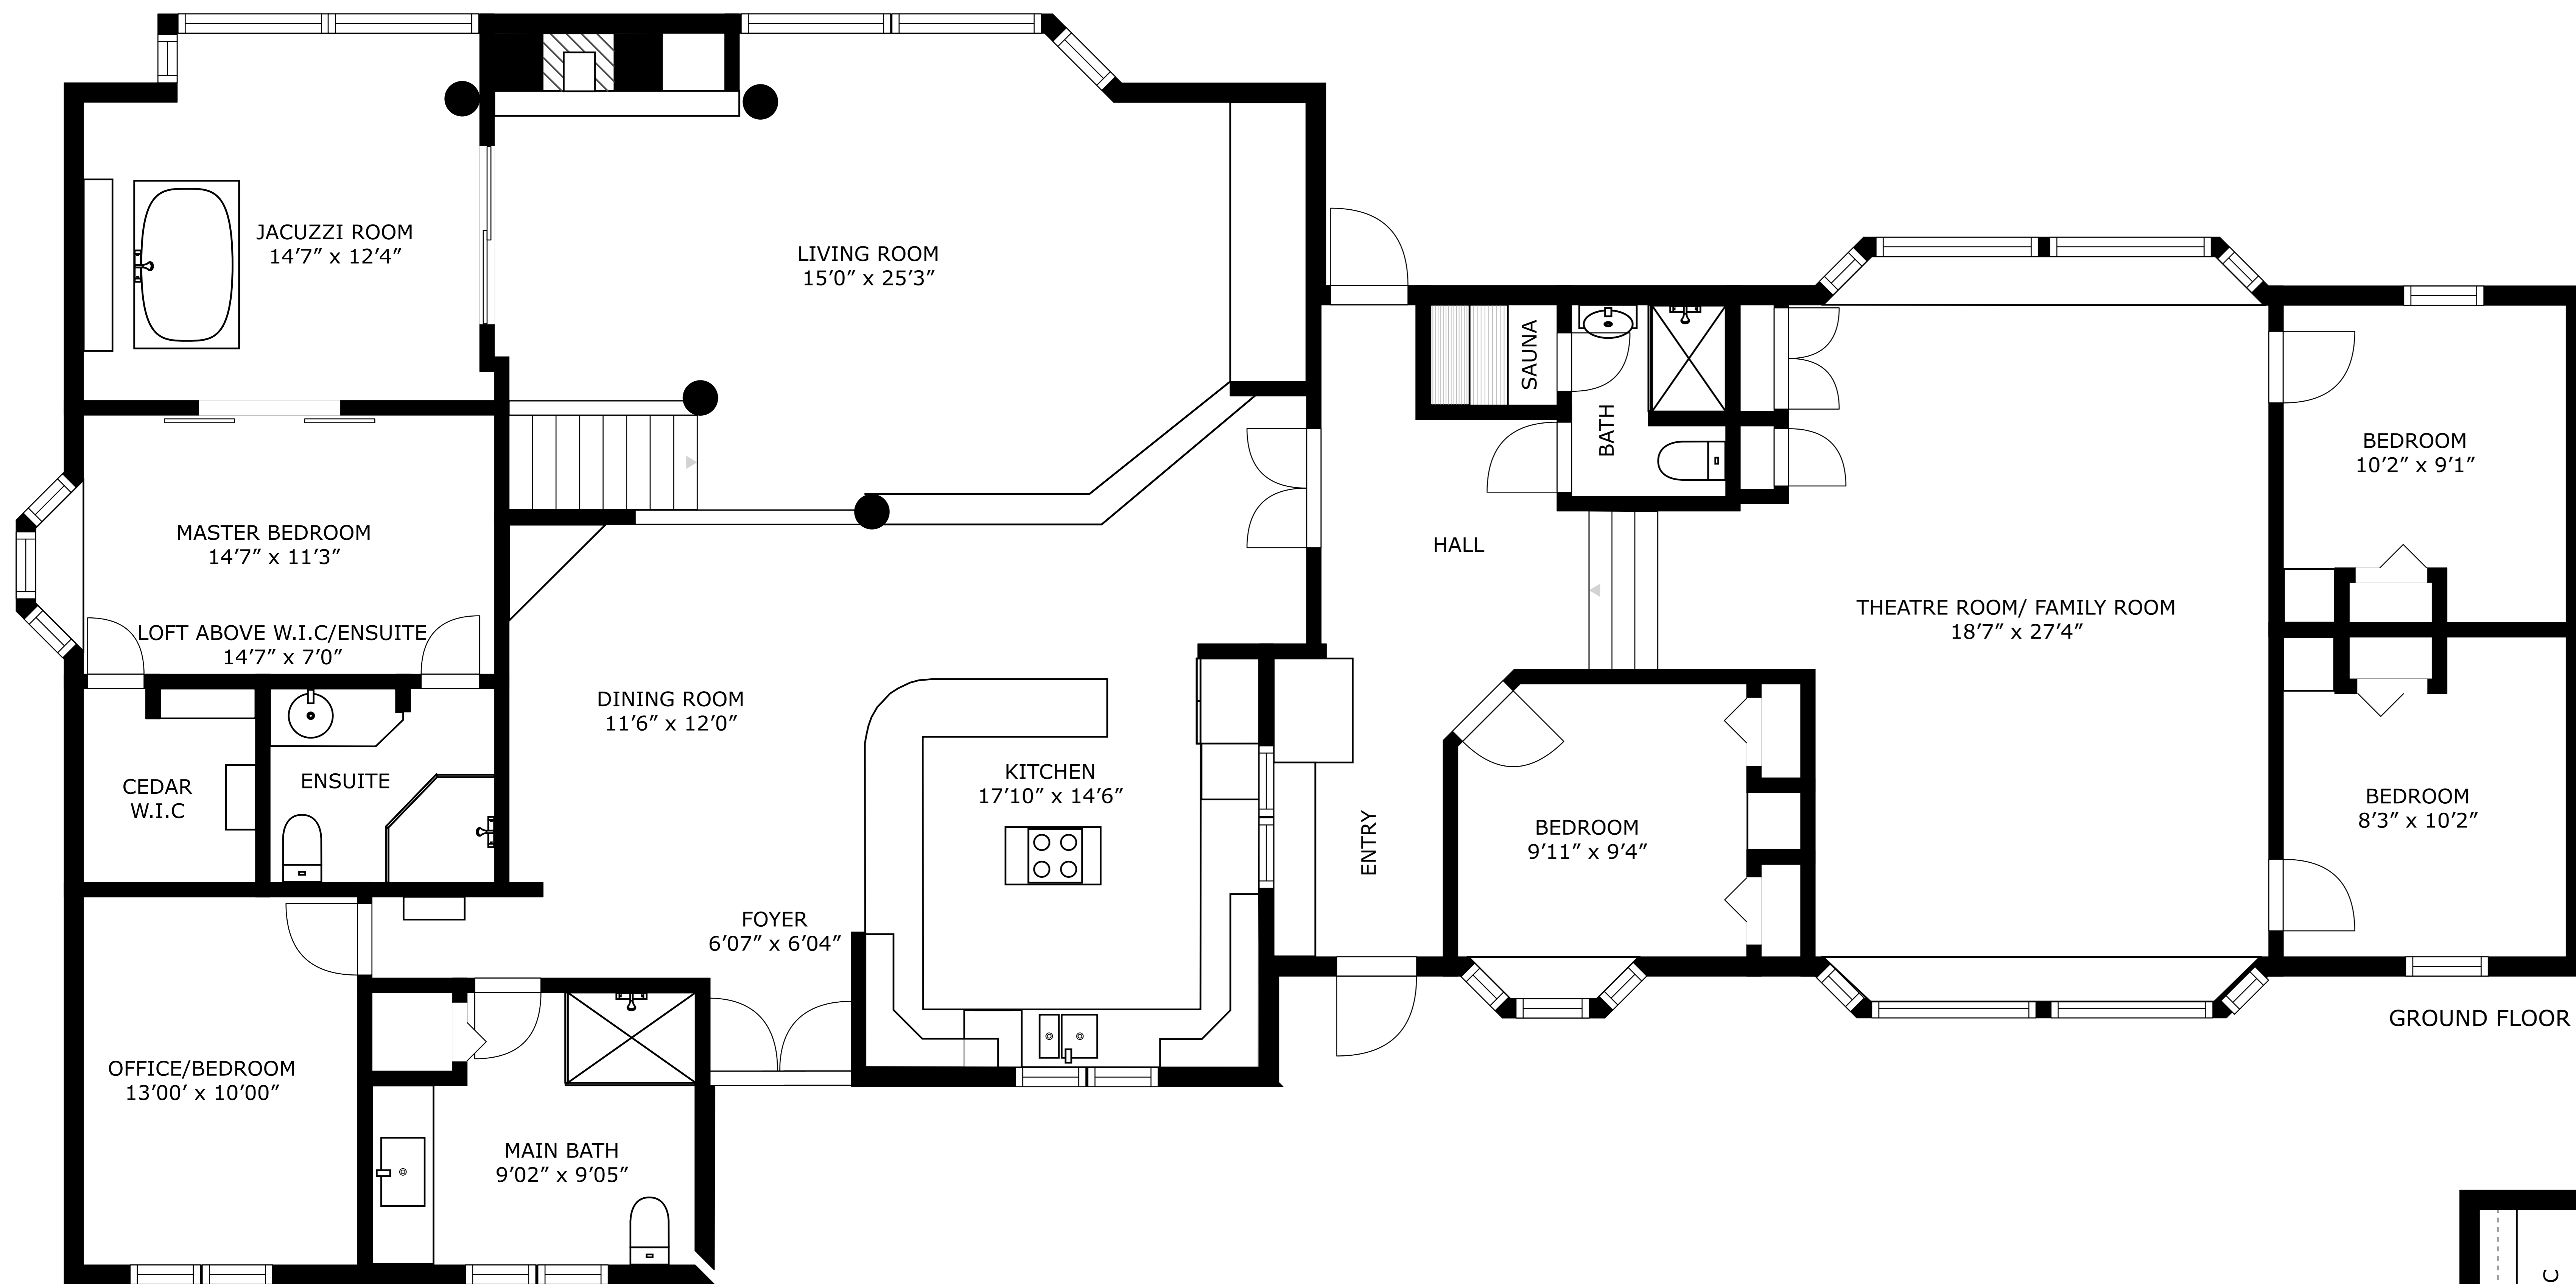 JACUZZI ROOM
14’7” x 12’4”
LIVING ROOM
15’0” x 25’3”
SAUNA
BATH
BEDROOM
10’2” x 9’1”
MASTER BEDROOM
14’7” x 11’3”
HALL
LOFT ABOVE W.I.C/ENSUITE
14’7” x 7’0”
THEATRE ROOM/ FAMILY ROOM
18’7” x 27’4”
DINING ROOM
11’6” x 12’0”
KITCHEN
17’10” x 14’6”
CEDAR
W.I.C
ENSUITE
ENTRY
BEDROOM
9’11” x 9’4”
BEDROOM
8’3” x 10’2”
FOYER
6’07” x 6’04”
GROUND FLOOR
OFFICE/BEDROOM
13’00’ x 10’00”
MAIN BATH
9’02” x 9’05”